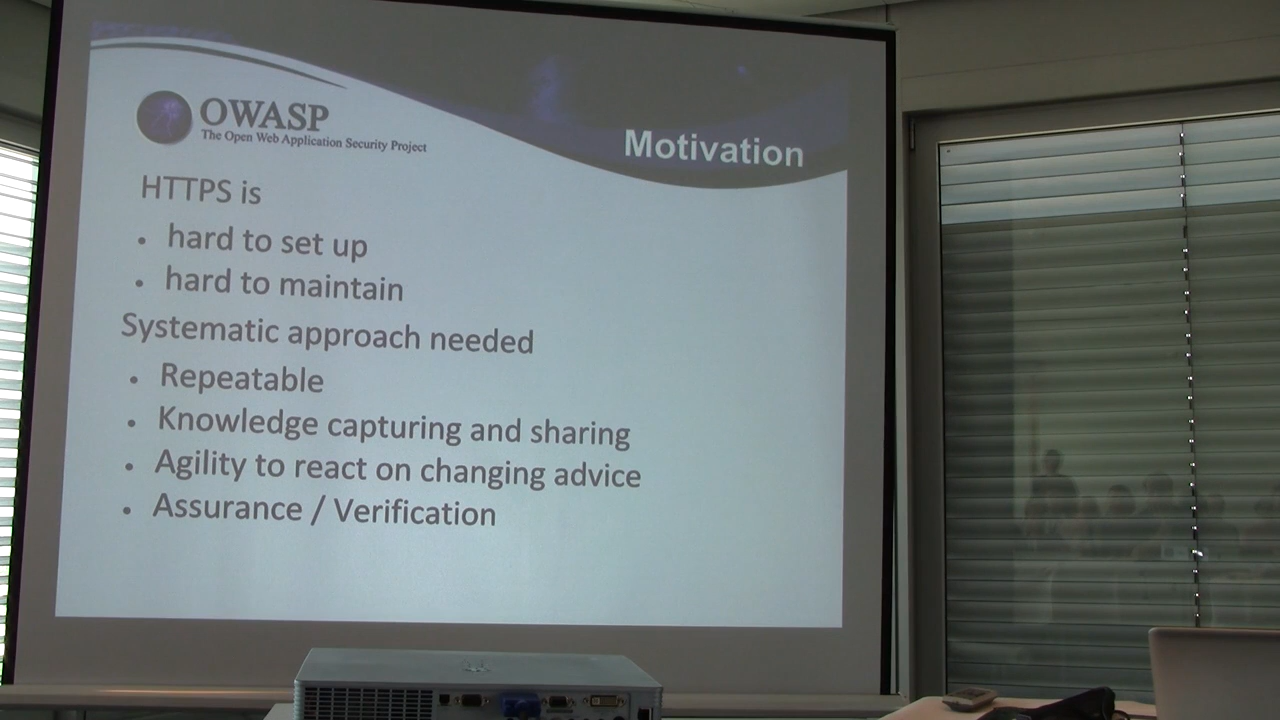 OWASP
The Open Web Application Security Project
Motivation
HTTPS is
• hard to set up
• hard to maintain
Systematic approach needed
• Repeatable
• Knowledge capturing and sharing
• Agility to react on changing advice
• Assurance / Verification